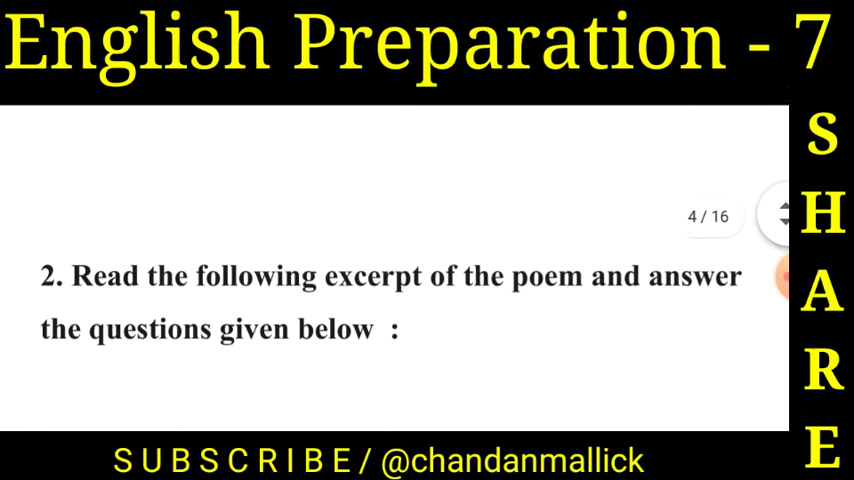 English Preparation - 7
4 / 16
2. Read the following excerpt of the poem and answer
the questions given below :
S
H
A
R
E
S U B S C R I B E / @chandanmallick